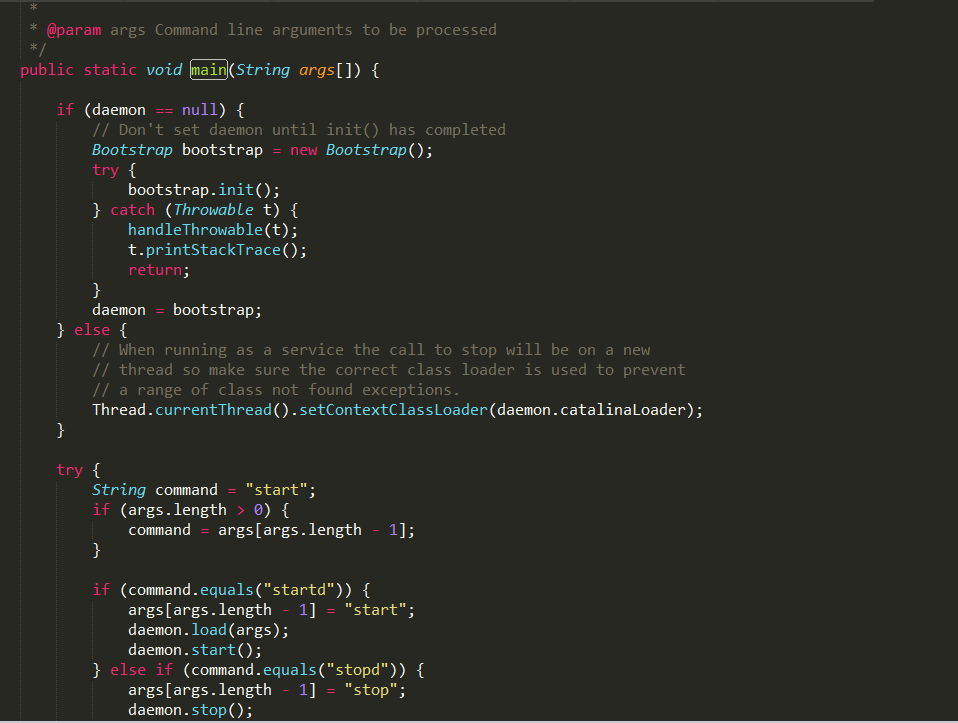 *
* @param args Command line arguments to be processed
*/
public static void main(String args[]) {

    if (daemon == null) {
        // Don't set daemon until init() has completed
        Bootstrap bootstrap = new Bootstrap();
        try {
            bootstrap.init();
        } catch (Throwable t) {
            handleThrowable(t);
            t.printStackTrace();
            return;
        }
        daemon = bootstrap;
    } else {
        // When running as a service the call to stop will be on a new
        // thread so make sure the correct class loader is used to prevent
        // a range of class not found exceptions.
        Thread.currentThread().setContextClassLoader(daemon.catalinaLoader);
    }

    try {
        String command = "start";
        if (args.length > 0) {
            command = args[args.length - 1];
        }

        if (command.equals("startd")) {
            args[args.length - 1] = "start";
            daemon.load(args);
            daemon.start();
        } else if (command.equals("stopd")) {
            args[args.length - 1] = "stop";
            daemon.stop();